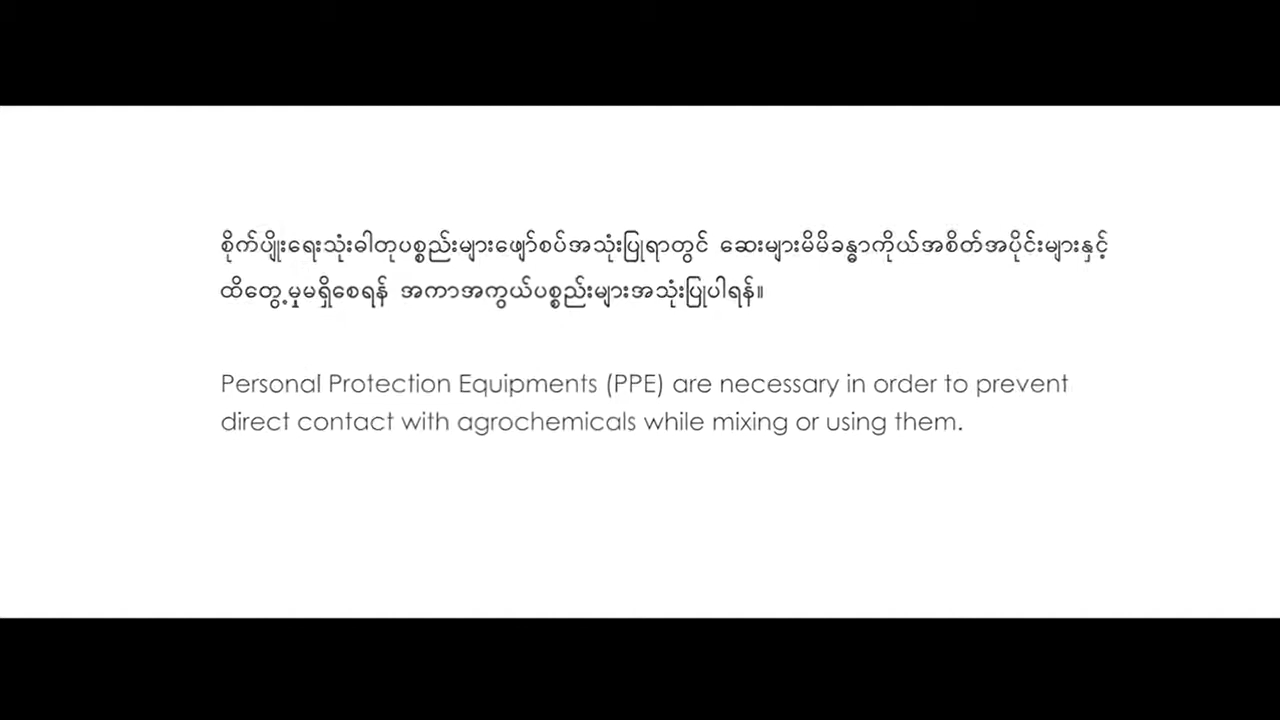 စိုက်ပျိုးရေးသုံးဓါတုပစ္စည်းများဖျော်စပ်အသုံးပြုရာတွင် ဆေးများမိမိခန္ဓာကိုယ်အစိတ်အပိုင်းများနှင့်
ထိတွေ့မှုမရှိစေရန် အကာအကွယ်ပစ္စည်းများအသုံးပြုပါရန်။
Personal Protection Equipments (PPE) are necessary in order to prevent
direct contact with agrochemicals while mixing or using them.